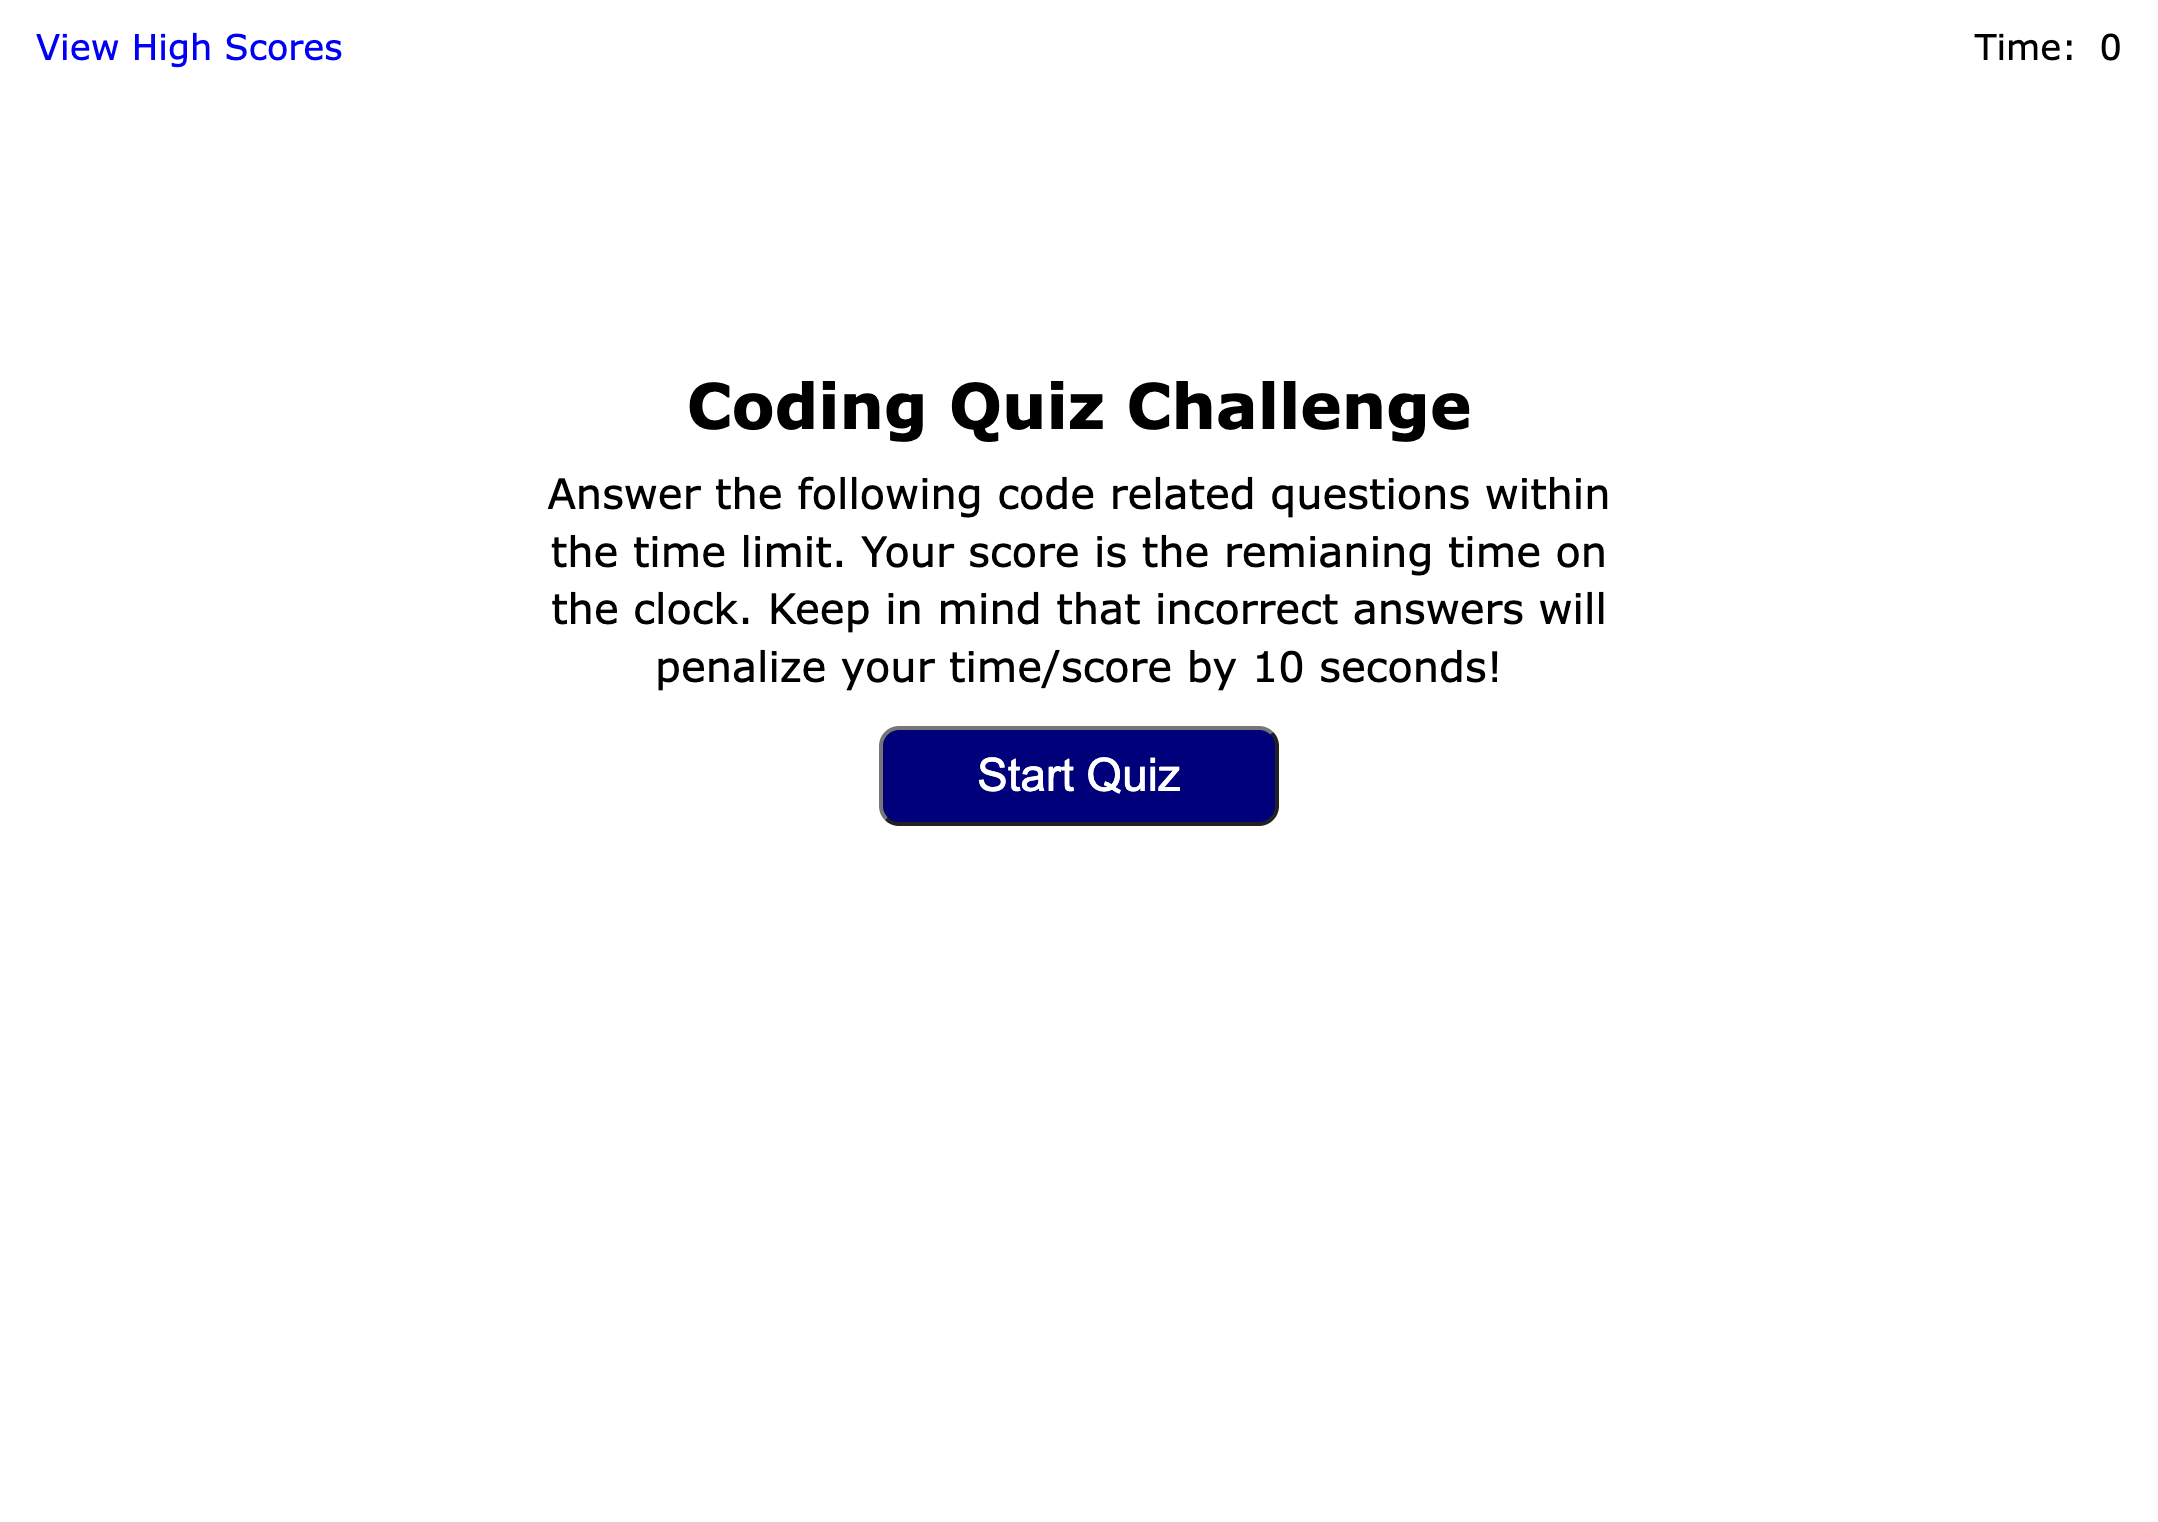 View High Scores
Time: 0
Coding Quiz Challenge
Answer the following code related questions within
the time limit. Your score is the remianing time on
the clock. Keep in mind that incorrect answers will
penalize your time/score by 10 seconds!
Start Quiz